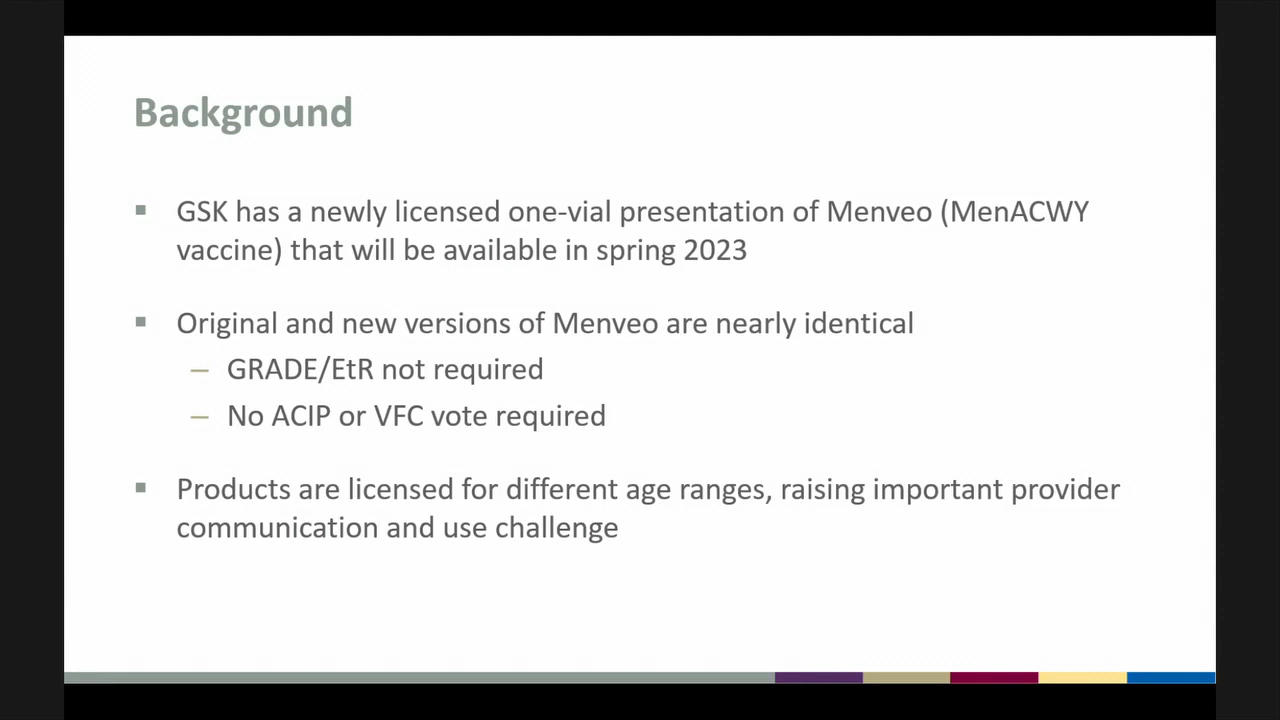 Background
▪ GSK has a newly licensed one-vial presentation of Menveo (MenACWY
vaccine) that will be available in spring 2023
▪ Original and new versions of Menveo are nearly identical
– GRADE/EtR not required
– No ACIP or VFC vote required
▪ Products are licensed for different age ranges, raising important provider
communication and use challenge